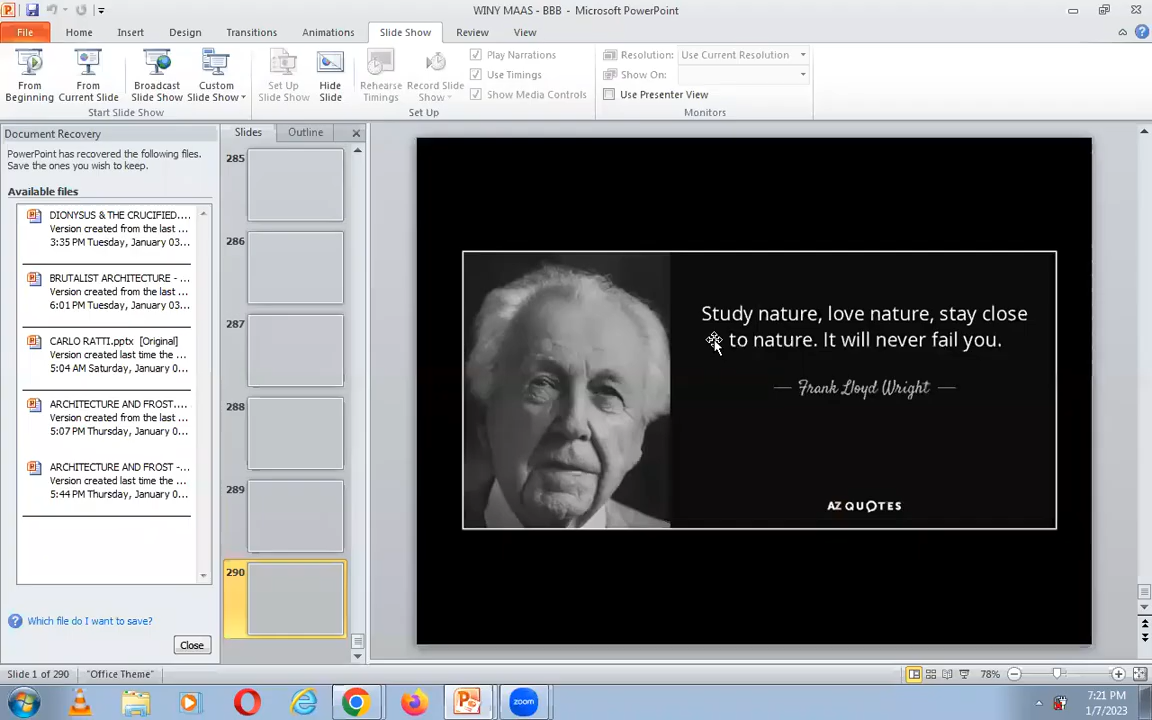 WINY MAAS - BBB - Microsoft PowerPoint
File Home Insert Design Transitions Animations Slide Show Review View
From Beginning
From Current Slide
Broadcast Slide Show
Custom Slide Show
Set Up Slide Show
Hide Slide
Rehearse Timings
Record Slide Show
Play Narrations
Use Timings
Show Media Controls
Resolution: Use Current Resolution
Show On:
Use Presenter View
Start Slide Show Set Up Monitors
Document Recovery
PowerPoint has recovered the following files.
Save the ones you wish to keep.
Available files
DIONYSUS & THE CRUCIFIED....
Version created from the last ...
3:35 PM Tuesday, January 03...
BRUTALIST ARCHITECTURE - ...
Version created from the last ...
6:01 PM Tuesday, January 03...
CARLO RATTI.pptx [Original]
Version created last time the ...
5:04 AM Saturday, January 0...
ARCHITECTURE AND FROST....
Version created from the last ...
5:07 PM Thursday, January 0...
ARCHITECTURE AND FROST -...
Version created last time the ...
5:44 PM Thursday, January 0...
Which file do I want to save?
Close
Slides Outline
285
286
287
288
289
290
Study nature, love nature, stay close
to nature. It will never fail you.
— Frank Lloyd Wright —
AZ QUOTES
Slide 1 of 290 "Office Theme" 78%
zoom
7:21 PM
1/7/2023